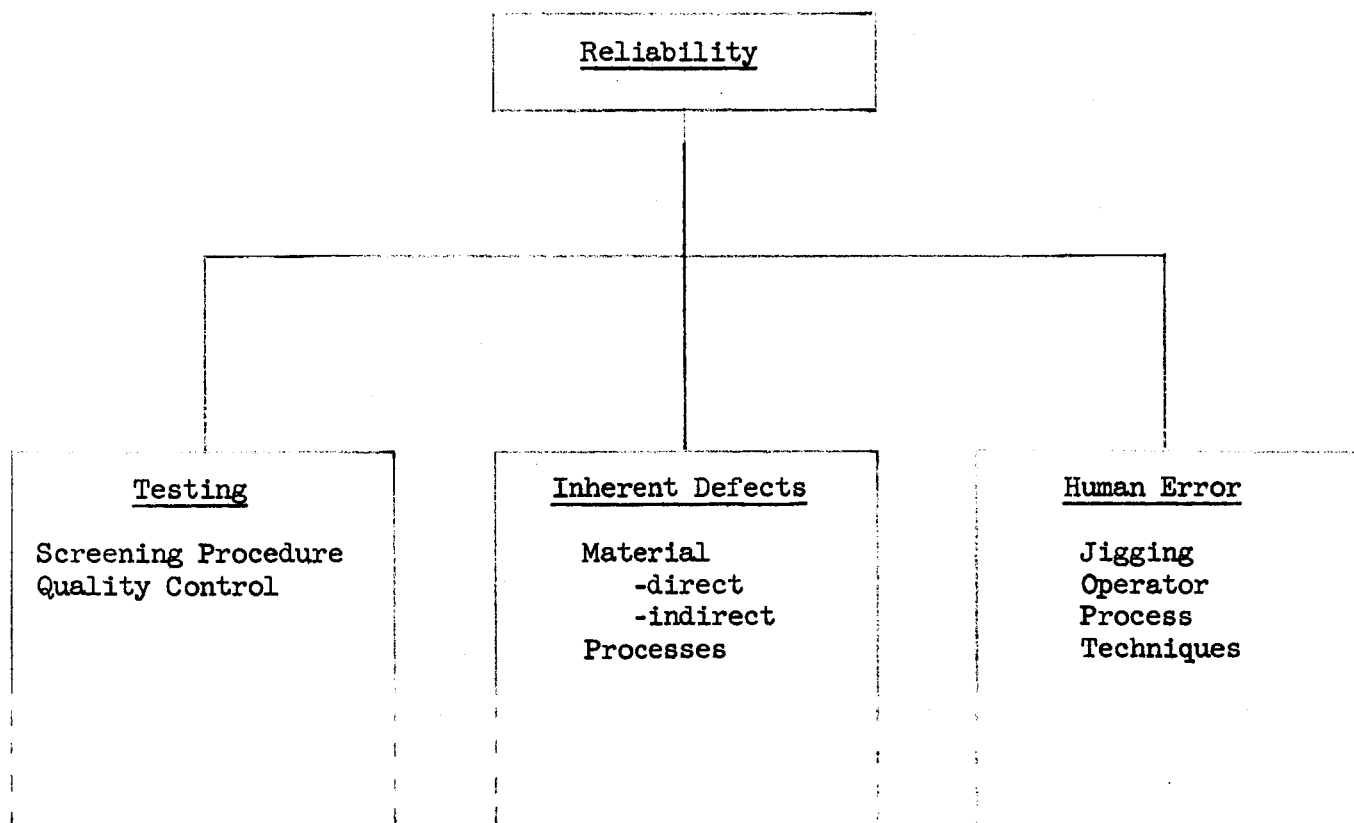 Reliability
Testing
Screening Procedure
Quality Control
Inherent Defects
Material
-direct
-indirect
Processes
Human Error
Jigging
Operator
Process
Techniques